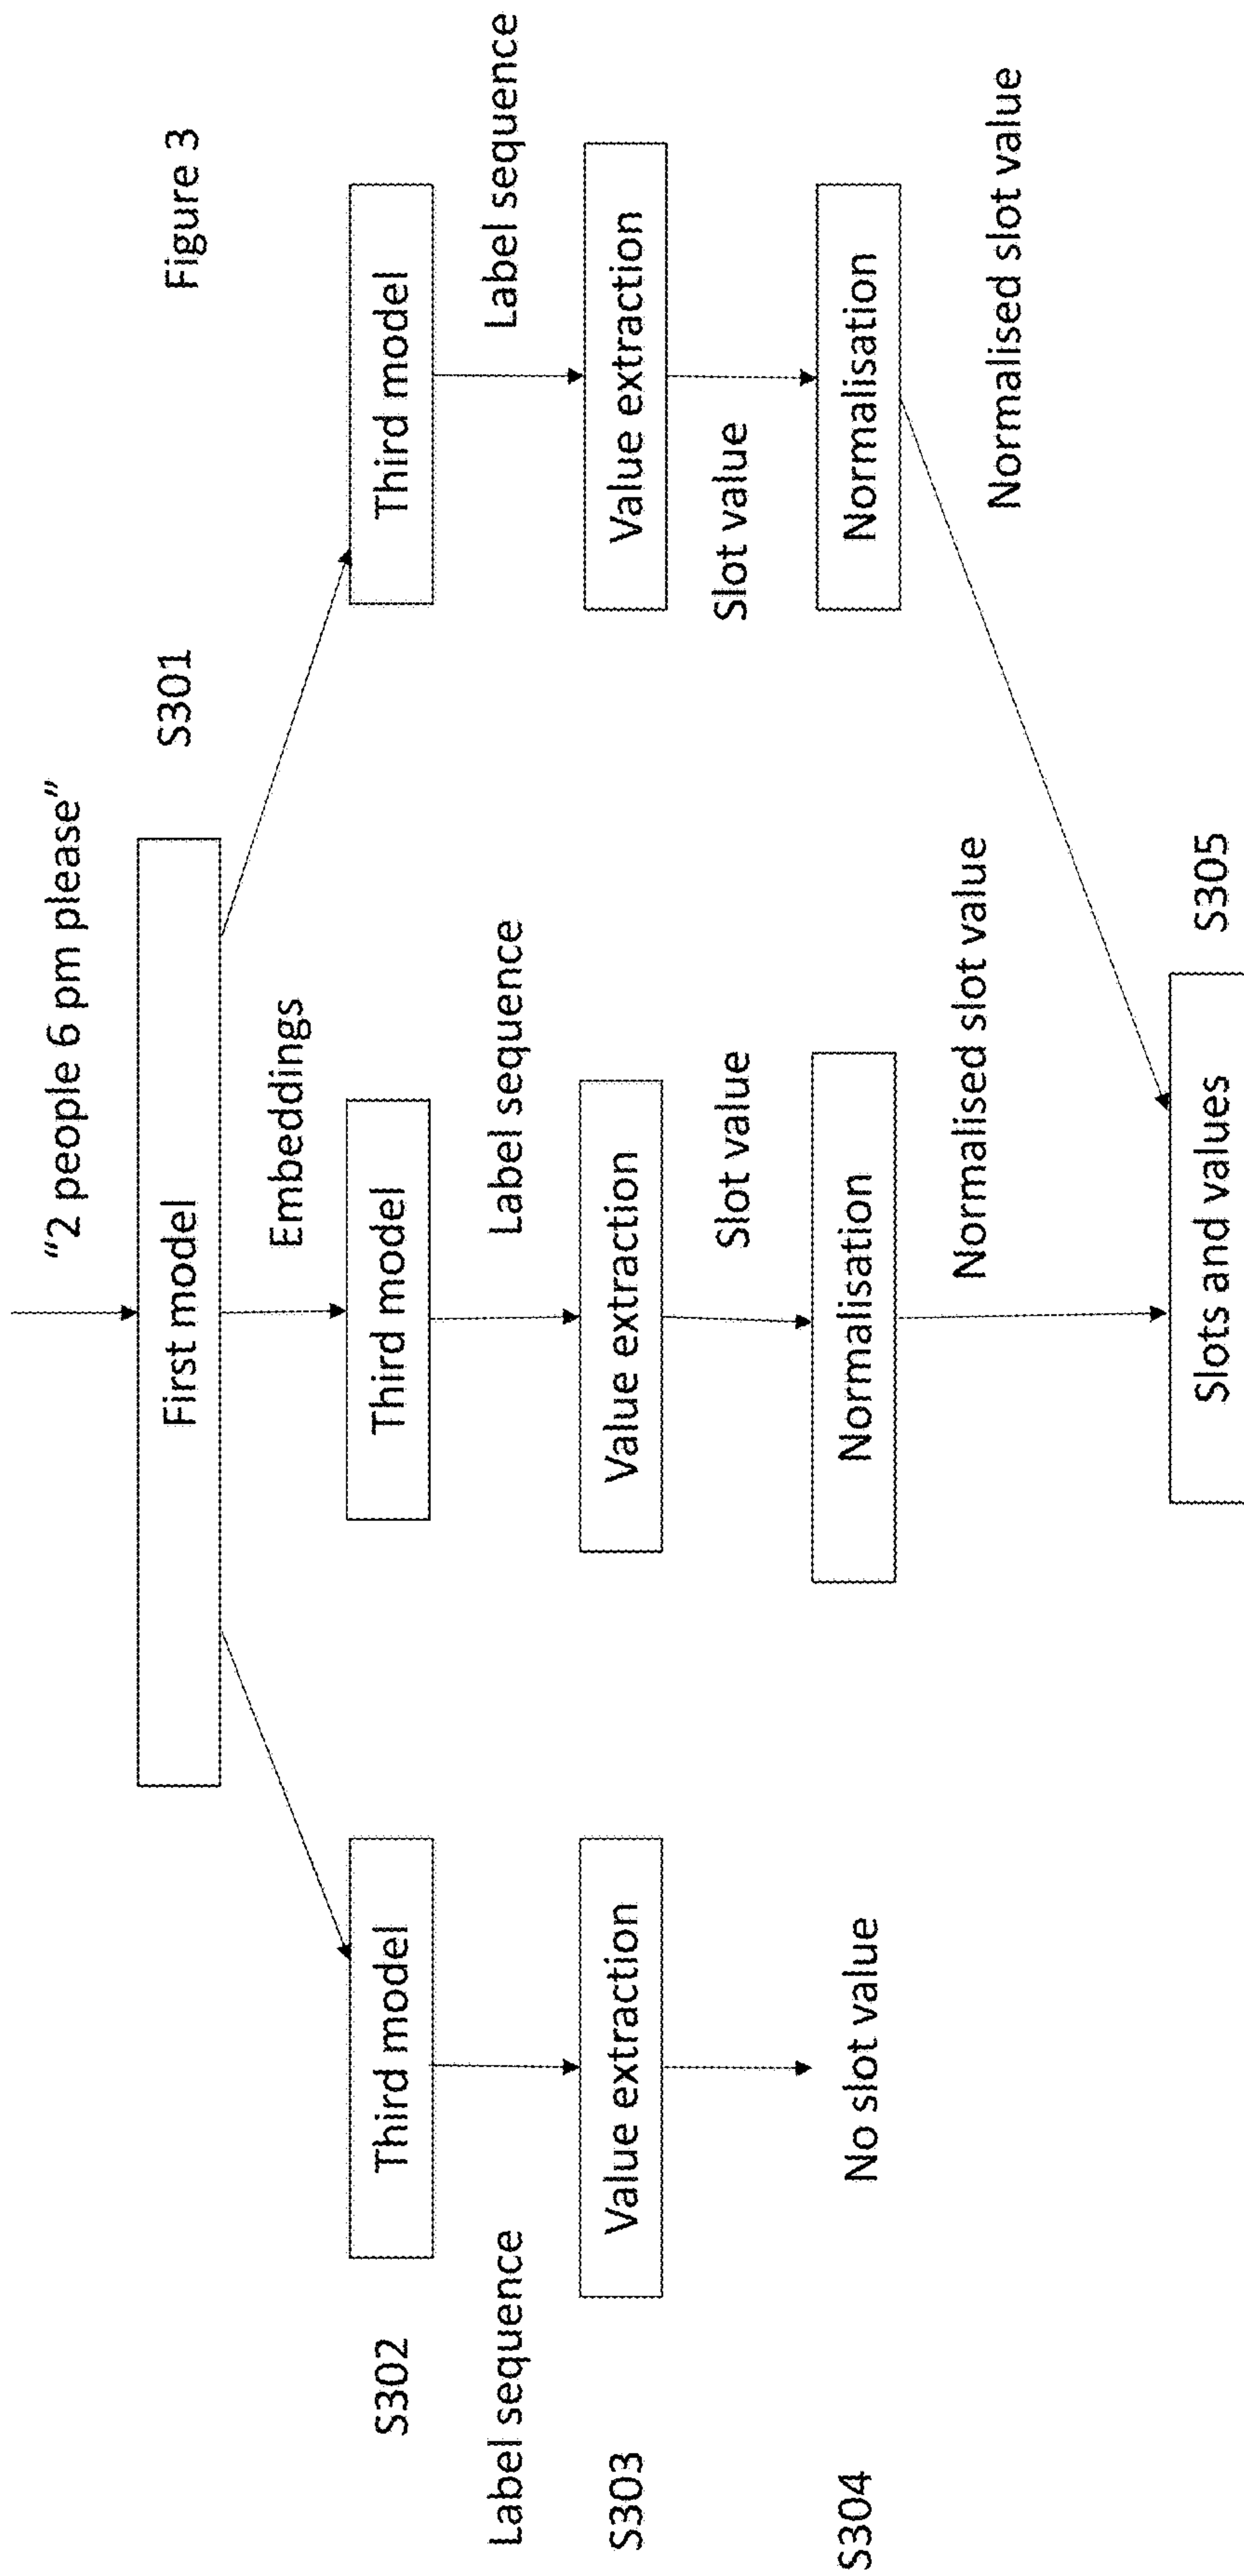 “2 people 6 pm please”
First model
S301
Figure 3
Embeddings
S302
Third model
Third model
Third model
Label sequence
Label sequence
Label sequence
S303
Value extraction
Value extraction
Value extraction
Slot value
Slot value
S304
No slot value
Normalisation
Normalisation
Normalised slot value
Normalised slot value
Slots and values
S305